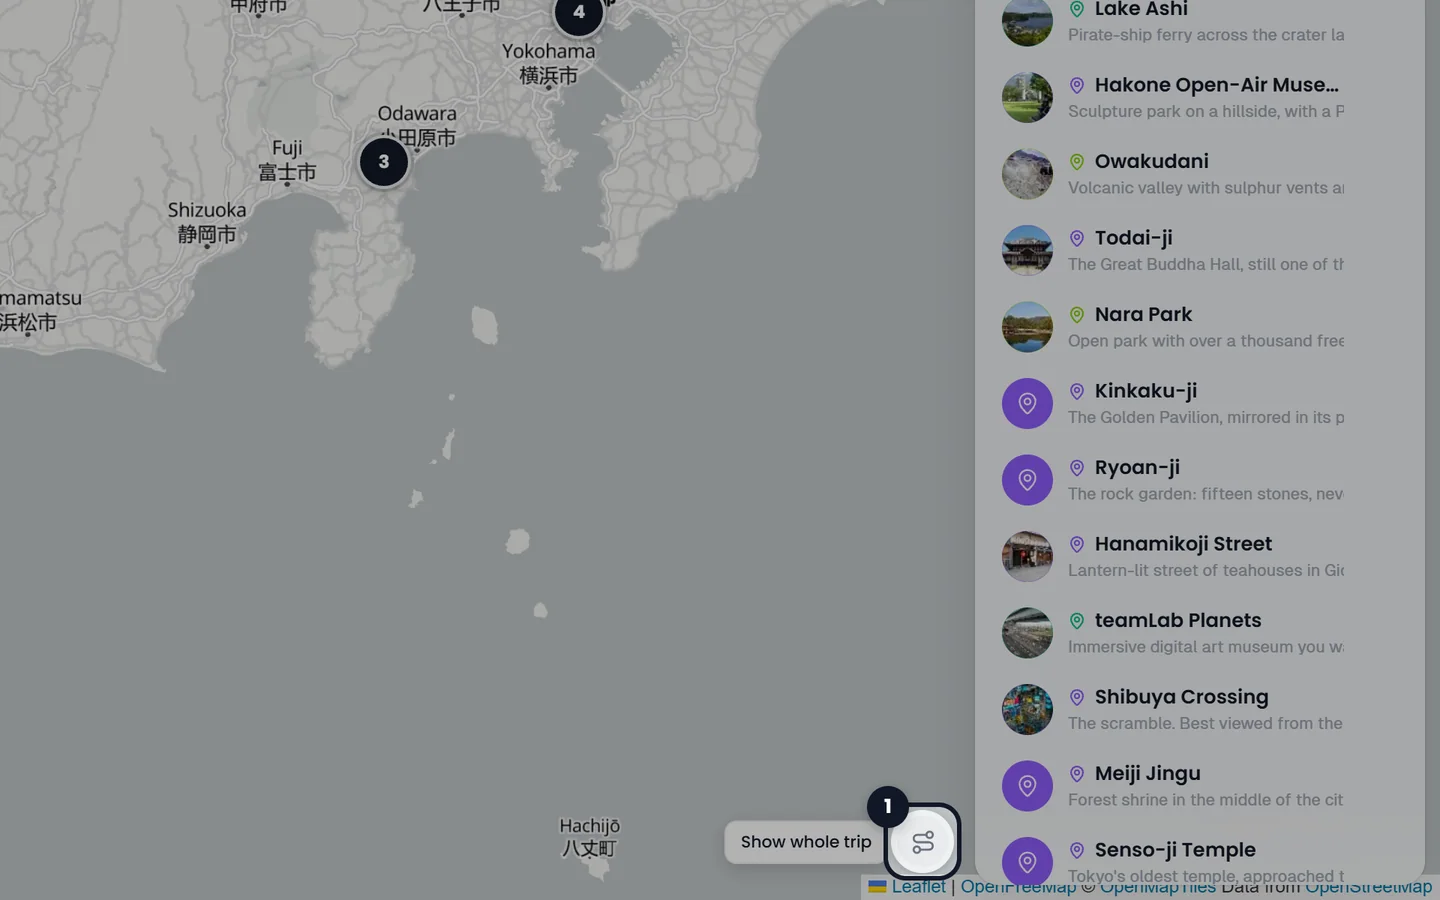 甲府市
八王子市
4
Yokohama
横浜市
Odawara
小田原市
3
Fuji
富士市
Shizuoka
静岡市
mamatsu
浜松市
Hachijō
八丈町
1
Show whole trip
Lake Ashi
Pirate-ship ferry across the crater la
Hakone Open-Air Muse...
Sculpture park on a hillside, with a P
Owakudani
Volcanic valley with sulphur vents a
Todai-ji
The Great Buddha Hall, still one of th
Nara Park
Open park with over a thousand free
Kinkaku-ji
The Golden Pavilion, mirrored in its p
Ryoan-ji
The rock garden: fifteen stones, nev
Hanamikoji Street
Lantern-lit street of teahouses in Gio
teamLab Planets
Immersive digital art museum you wa
Shibuya Crossing
The scramble. Best viewed from the
Meiji Jingu
Forest shrine in the middle of the cit
Senso-ji Temple
Tokyo's oldest temple, approached t
Leaflet | OpenFreeMap © OpenMapTiles Data from OpenStreetMap